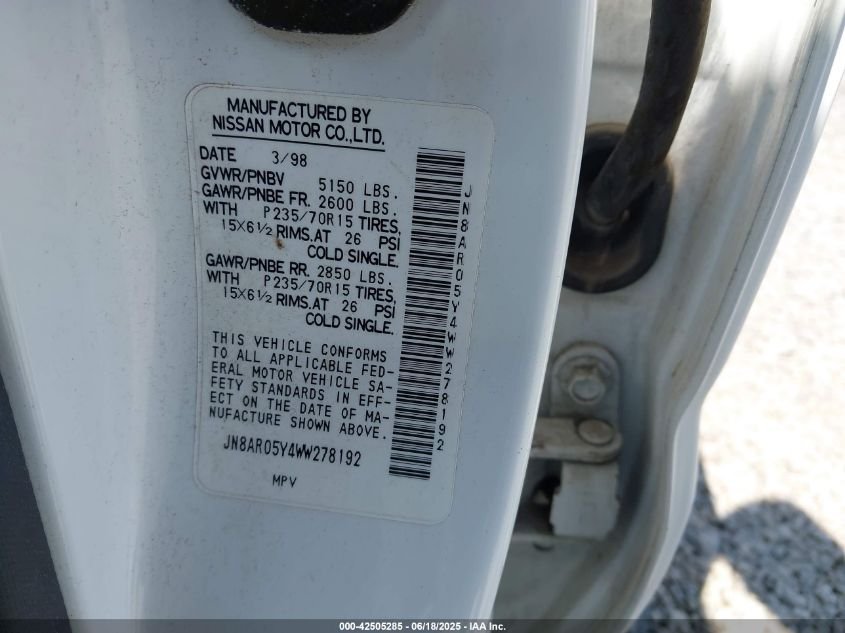 MANUFACTURED BY
NISSAN MOTOR CO.,LTD.
DATE 3/98
GVWR/PNBV 5150 LBS.
GAWR/PNBE FR. 2600 LBS.
WITH P235/70R15 TIRES,
15X6½ RIMS.AT 26 PSI
COLD SINGLE.
GAWR/PNBE RR. 2850 LBS.
WITH P235/70R15 TIRES,
15X6½ RIMS.AT 26 PSI
COLD SINGLE.
THIS VEHICLE CONFORMS
TO ALL APPLICABLE FED-
ERAL MOTOR VEHICLE SA-
FETY STANDARDS IN EFF-
ECT ON THE DATE OF MA-
NUFACTURE SHOWN ABOVE.
JN8AR05Y4WW278192
MPV
JN8AR05Y4WW278192
000-42505285 - 06/18/2025 - IAA Inc.